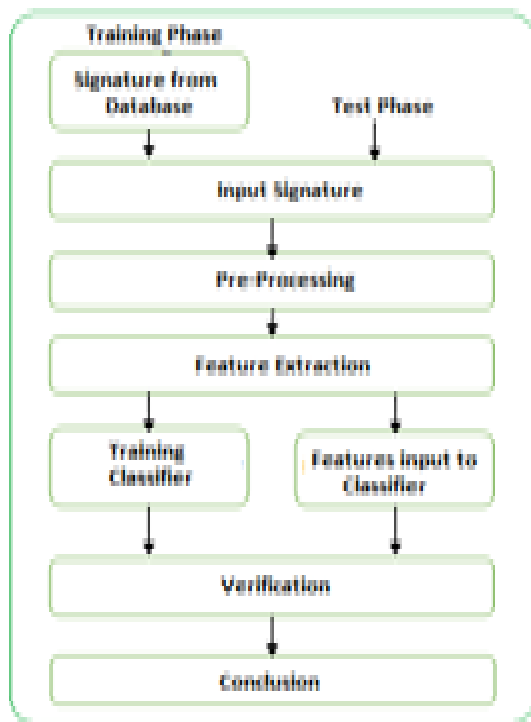 Training Phase
Signature from
Database
Test Phase
Input Signature
Pre-Processing
Feature Extraction
Training
Classifier
Features input to
Classifier
Verification
Conclusion